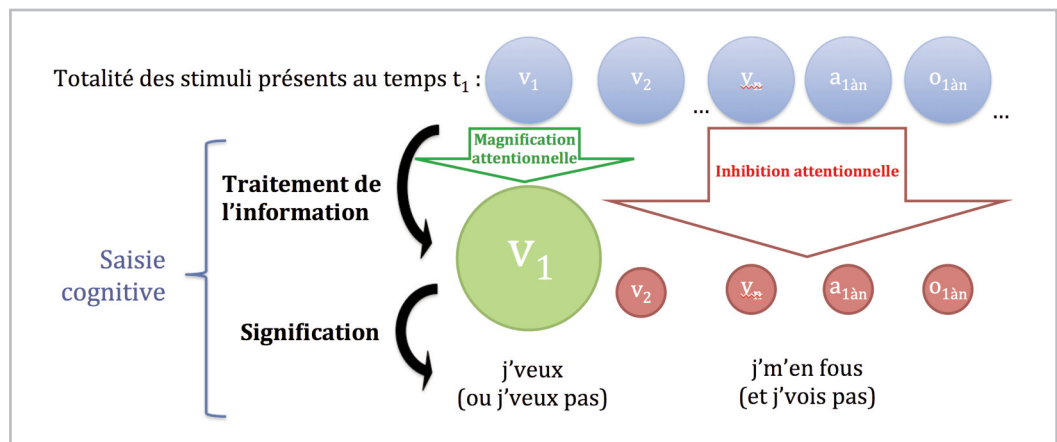 Totalité des stimuli présents au temps t₁ :
v₁
v₂
...
vₙ
a₁àn
o₁àn
...
Magnification
attentionnelle
Inhibition attentionnelle
Traitement de
l'information
Saisie
cognitive
v₁
v₂
vₙ
a₁àn
o₁àn
Signification
j'veux
(ou j'veux pas)
j'm'en fous
(et j'vois pas)